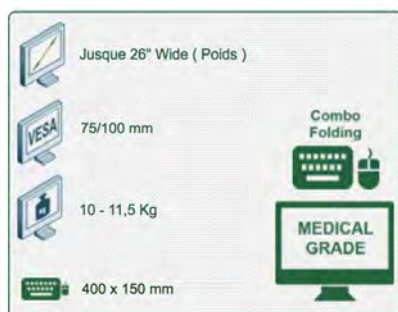 Jusque 26" Wide ( Poids )
VESA
75/100 mm
KG
10 - 11,5 Kg
400 x 150 mm
Combo
Folding
MEDICAL
GRADE